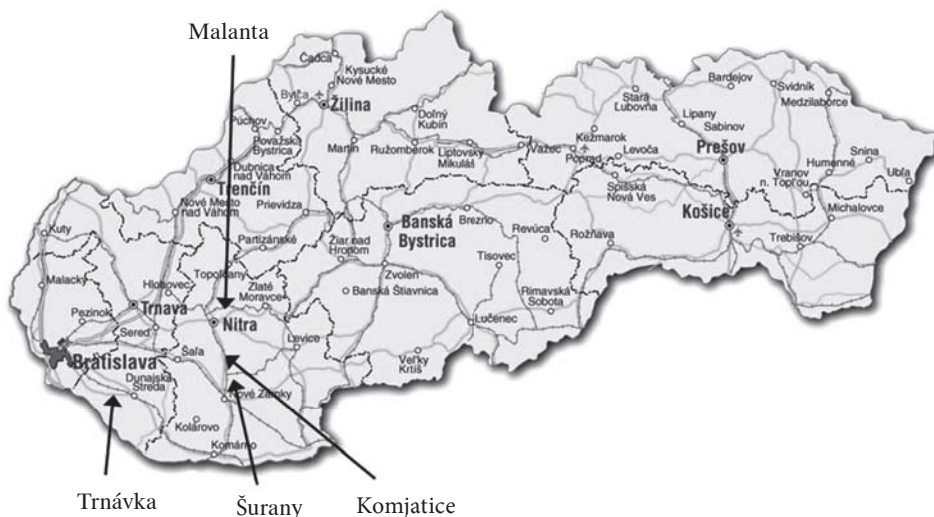 Malanta
Čadca
Kysucké
Nové Mesto
Bytča
Žilina
Púchov
Považská
Bystrica
Dubnica
nad Váhom
Trenčín
Nové Mesto
nad Váhom
Martin
Dolný
Kubín
Ružomberok
Liptovský
Mikuláš
Važec
Poprad
Kežmarok
Stará
Lubovňa
Levoča
Spišská
Nová Ves
Lipany
Sabinov
Bardejov
Svidník
Medzilaborce
Prešov
Humenné
Snina
Ubľa
Vranov
n. Topľou
Michalovce
Košice
Trebišov
Rožňava
Revúca
Tisovec
Rimavská
Sobota
Brezno
Banská
Bystrica
Prievidza
Partizánske
Žiar nad
Hronom
Zvolen
Banská Štiavnica
Lučenec
Veľký
Krtíš
Kuty
Malacky
Pezinok
Bratislava
Trnava
Hlohovec
Sereď
Topoľčany
Zlaté
Moravce
Nitra
Levice
Šaľa
Dunajská
Streda
Nové Zámky
Kolárovo
Komárno
Trnávka
Šurany
Komjatice